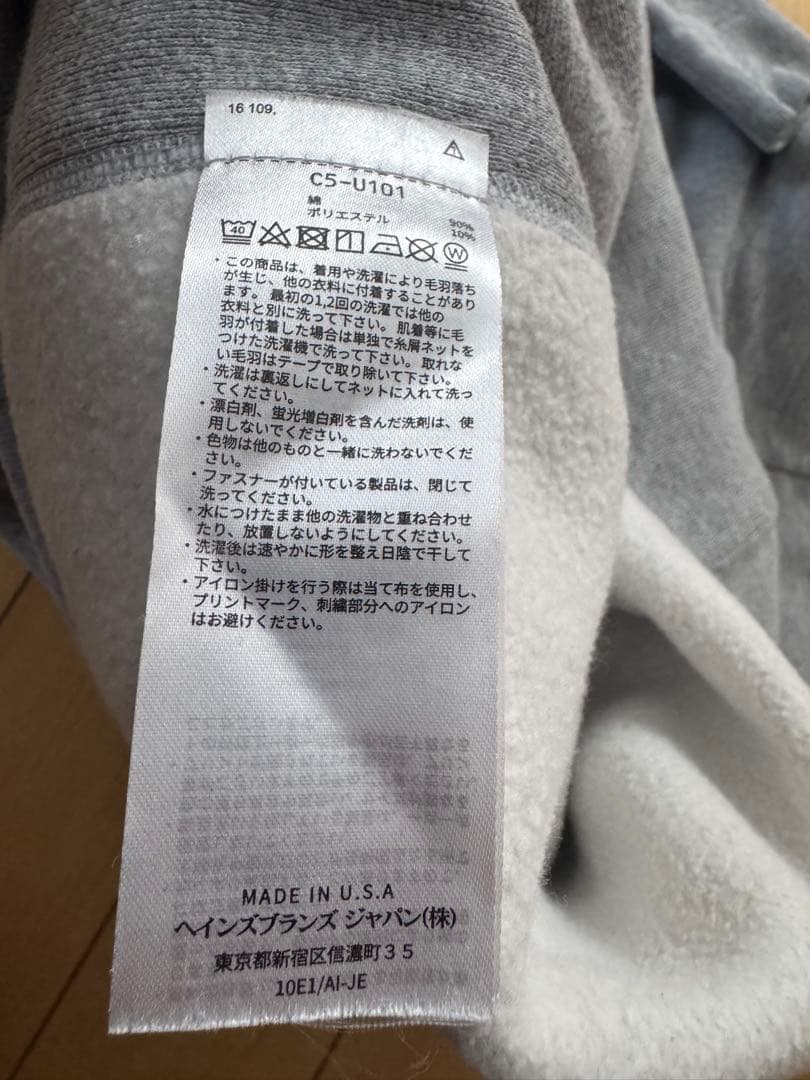 16 109.
C5-U101
綿 90%
ポリエステル 10%
40
W
・この商品は、着用や洗濯により毛羽落ち
が生じ、他の衣料に付着することがあり
ます。最初の1,2回の洗濯では他の
衣料と別に洗って下さい。肌着等に毛
羽が付着した場合は単独で糸屑ネットを
つけた洗濯機で洗って下さい。取れな
い毛羽はテープで取り除いて下さい。
・洗濯は裏返しにしてネットに入れて洗っ
てください。
・漂白剤、蛍光増白剤を含んだ洗剤は、使
用しないでください。
・色物は他のものと一緒に洗わないでくだ
さい。
・ファスナーが付いている製品は、閉じて
洗ってください。
・水につけたまま他の洗濯物と重ね合わせ
たり、放置しないようにしてください。
・洗濯後は速やかに形を整え日陰で干して
下さい。
・アイロン掛けを行う際は当て布を使用し、
プリントマーク、刺繍部分へのアイロン
はお避けください。
MADE IN U.S.A
ヘインズブランズ ジャパン(株)
東京都新宿区信濃町35
10E1/AI-JE